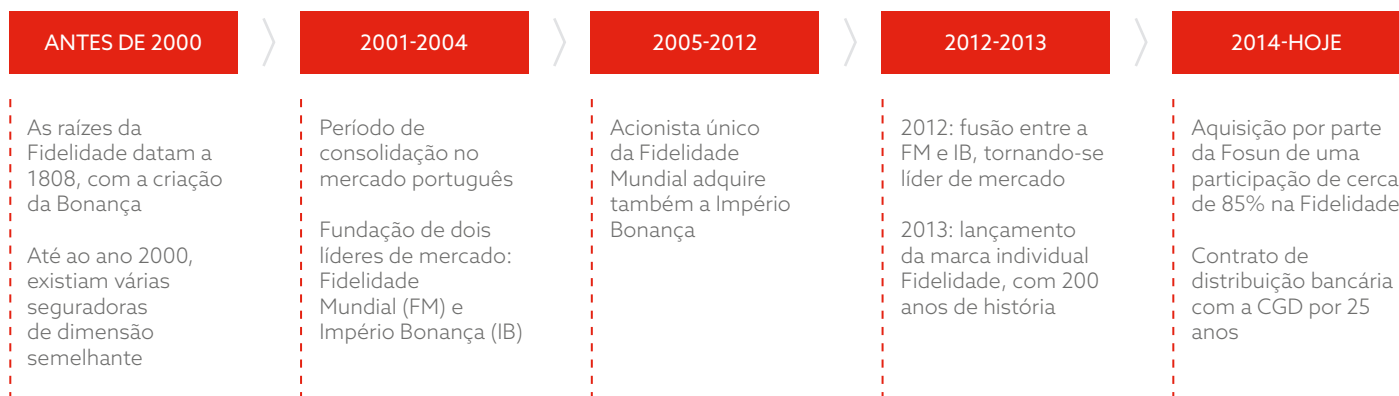 ANTES DE 2000
As raízes da
Fidelidade datam a
1808, com a criação
da Bonança
Até ao ano 2000,
existiam várias
seguradoras
de dimensão
semelhante
2001-2004
Período de
consolidação no
mercado português
Fundação de dois
líderes de mercado:
Fidelidade
Mundial (FM) e
Império Bonança (IB)
2005-2012
Acionista único
da Fidelidade
Mundial adquire
também a Império
Bonança
2012-2013
2012: fusão entre a
FM e IB, tornando-se
líder de mercado
2013: lançamento
da marca individual
Fidelidade, com 200
anos de história
2014-HOJE
Aquisição por parte
da Fosun de uma
participação de cerca
de 85% na Fidelidade
Contrato de
distribuição bancária
com a CGD por 25
anos